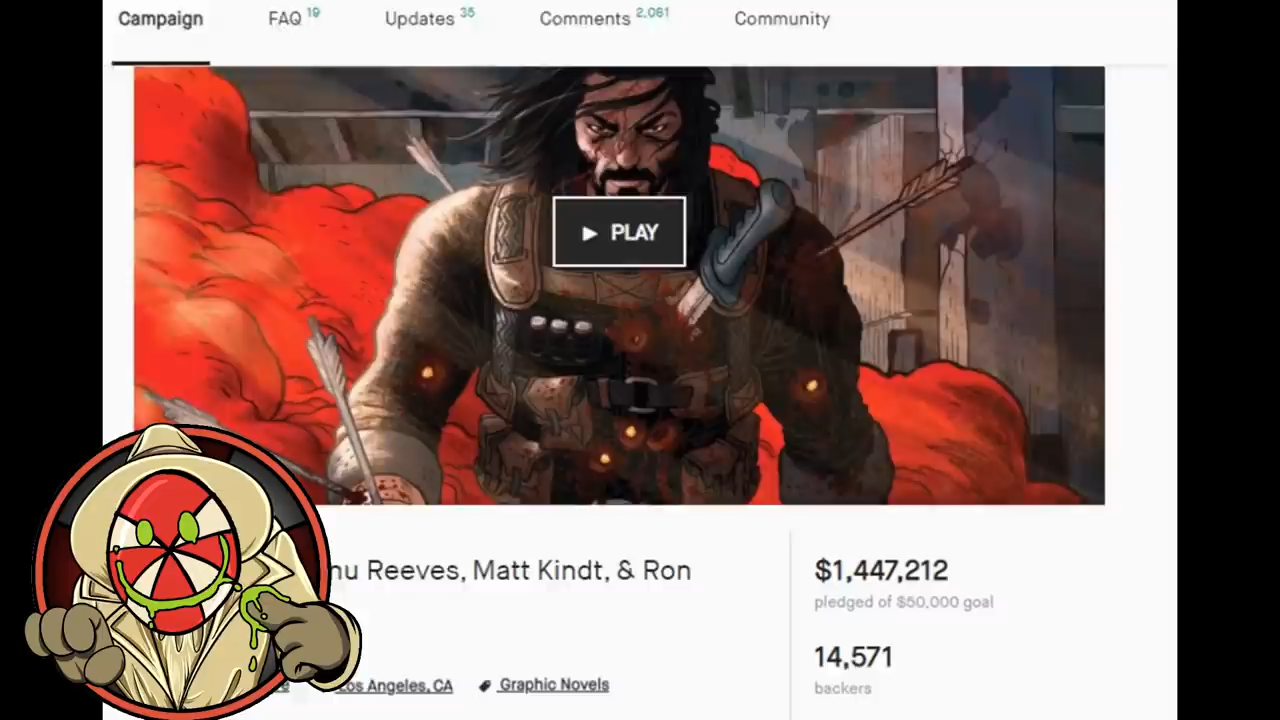 Campaign FAQ 19 Updates 35 Comments 2,061 Community
▶ PLAY
nu Reeves, Matt Kindt, & Ron
$1,447,212
pledged of $50,000 goal
14,571
backers
Los Angeles, CA Graphic Novels